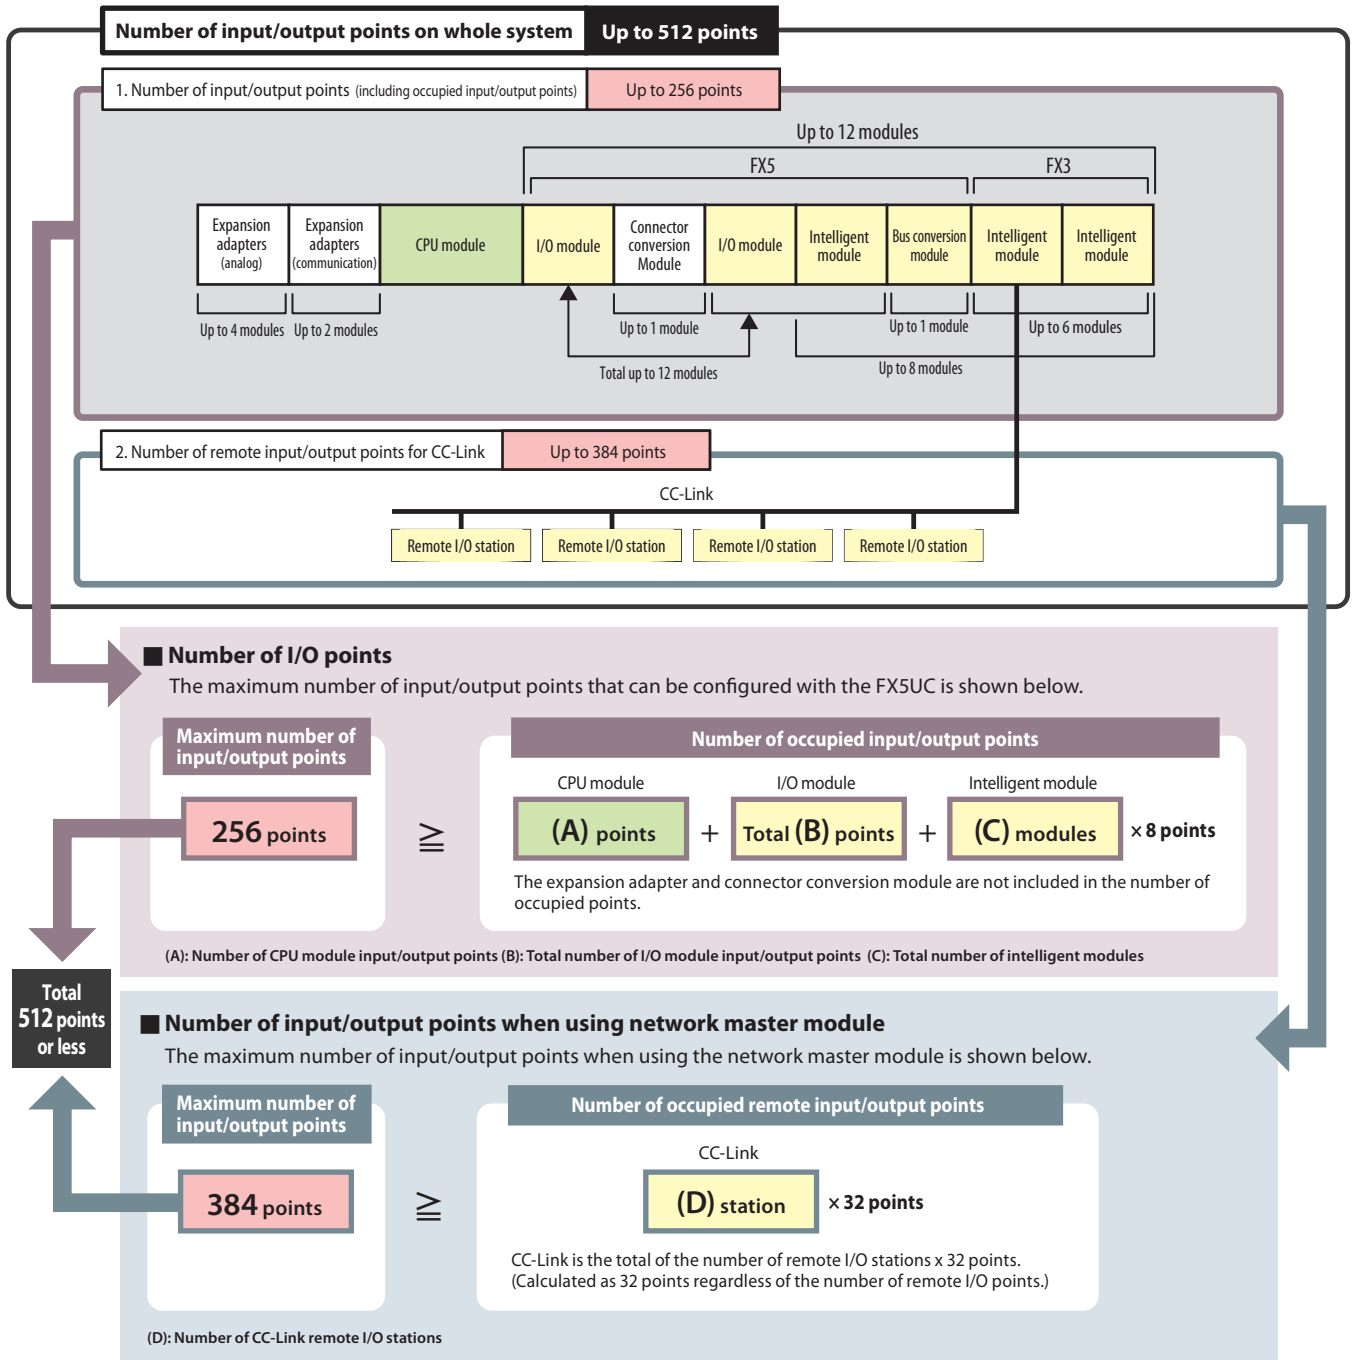 Number of input/output points on whole system Up to 512 points
1. Number of input/output points (including occupied input/output points) Up to 256 points
Up to 12 modules
FX5 FX3
Expansion adapters (analog)
Expansion adapters (communication)
CPU module
I/O module
Connector conversion Module
I/O module
Intelligent module
Bus conversion module
Intelligent module
Intelligent module
Up to 4 modules Up to 2 modules Up to 1 module Up to 1 module Up to 6 modules
Total up to 12 modules Up to 8 modules
2. Number of remote input/output points for CC-Link Up to 384 points
CC-Link
Remote I/O station Remote I/O station Remote I/O station Remote I/O station
■ Number of I/O points
The maximum number of input/output points that can be configured with the FX5UC is shown below.
Maximum number of
input/output points
Number of occupied input/output points
CPU module I/O module Intelligent module
256 points ≧ (A) points + Total (B) points + (C) modules × 8 points
The expansion adapter and connector conversion module are not included in the number of
occupied points.
(A): Number of CPU module input/output points (B): Total number of I/O module input/output points (C): Total number of intelligent modules
Total
512 points
or less
■ Number of input/output points when using network master module
The maximum number of input/output points when using the network master module is shown below.
Maximum number of
input/output points
Number of occupied remote input/output points
CC-Link
384 points ≧ (D) station × 32 points
CC-Link is the total of the number of remote I/O stations x 32 points.
(Calculated as 32 points regardless of the number of remote I/O points.)
(D): Number of CC-Link remote I/O stations